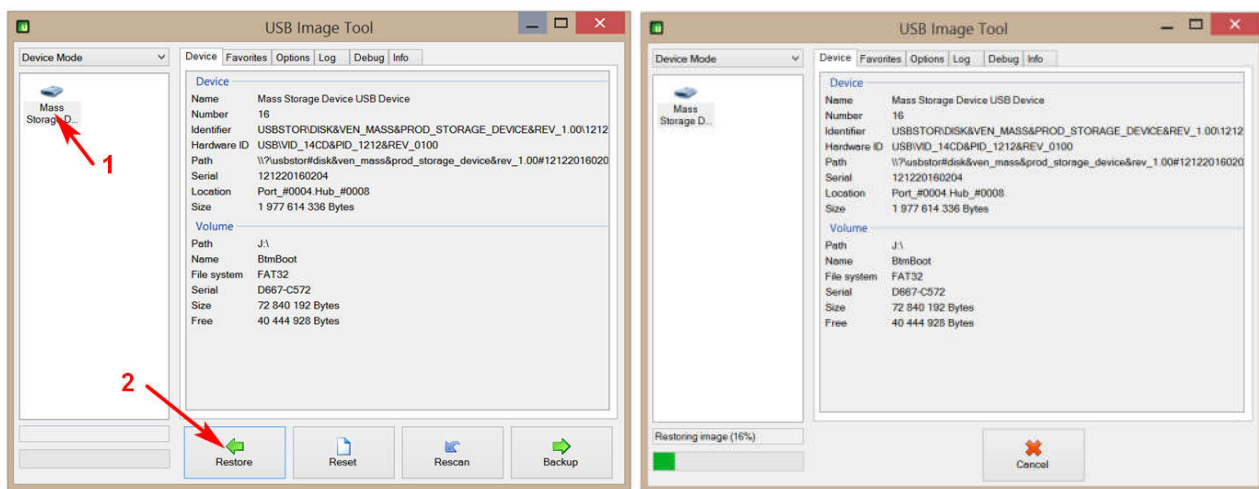 USB Image Tool
Device Mode
Mass
Storage D...
1
Device Favorites Options Log Debug Info
Device
Name Mass Storage Device USB Device
Number 16
Identifier USBSTOR\DISK&VEN_MASS&PROD_STORAGE_DEVICE&REV_1.00\1212
Hardware ID USB\VID_14CD&PID_1212&REV_0100
Path \\?\usbstor#disk&ven_mass&prod_storage_device&rev_1.00#12122016020
Serial 121220160204
Location Port_#0004.Hub_#0008
Size 1 977 614 336 Bytes
Volume
Path J:\
Name BtmBoot
File system FAT32
Serial D667-C572
Size 72 840 192 Bytes
Free 40 444 928 Bytes
2
Restore Reset Rescan Backup
USB Image Tool
Device Mode
Mass
Storage D...
Device Favorites Options Log Debug Info
Device
Name Mass Storage Device USB Device
Number 16
Identifier USBSTOR\DISK&VEN_MASS&PROD_STORAGE_DEVICE&REV_1.00\1212
Hardware ID USB\VID_14CD&PID_1212&REV_0100
Path \\?\usbstor#disk&ven_mass&prod_storage_device&rev_1.00#12122016020
Serial 121220160204
Location Port_#0004.Hub_#0008
Size 1 977 614 336 Bytes
Volume
Path J:\
Name BtmBoot
File system FAT32
Serial D667-C572
Size 72 840 192 Bytes
Free 40 444 928 Bytes
Restoring image (16%)
Cancel